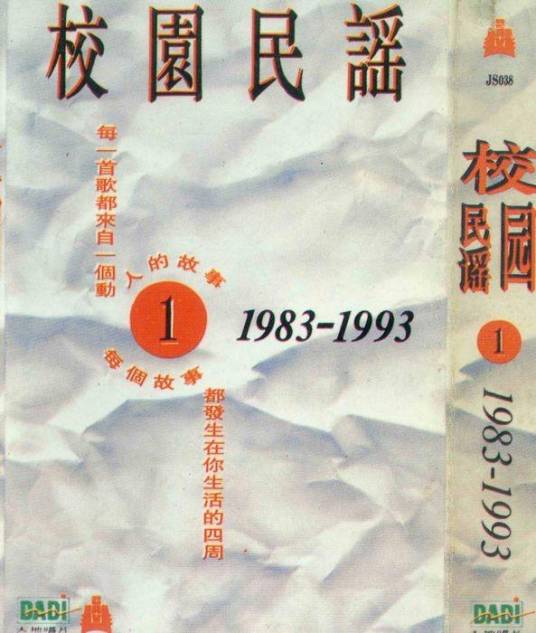 校園民謠
每一首歌都來自一個動
人的故事
1
1983-1993
每個故事
都發生在你生活的四周
DADI
JS038
校园
民谣
1
1983-1993
DADI